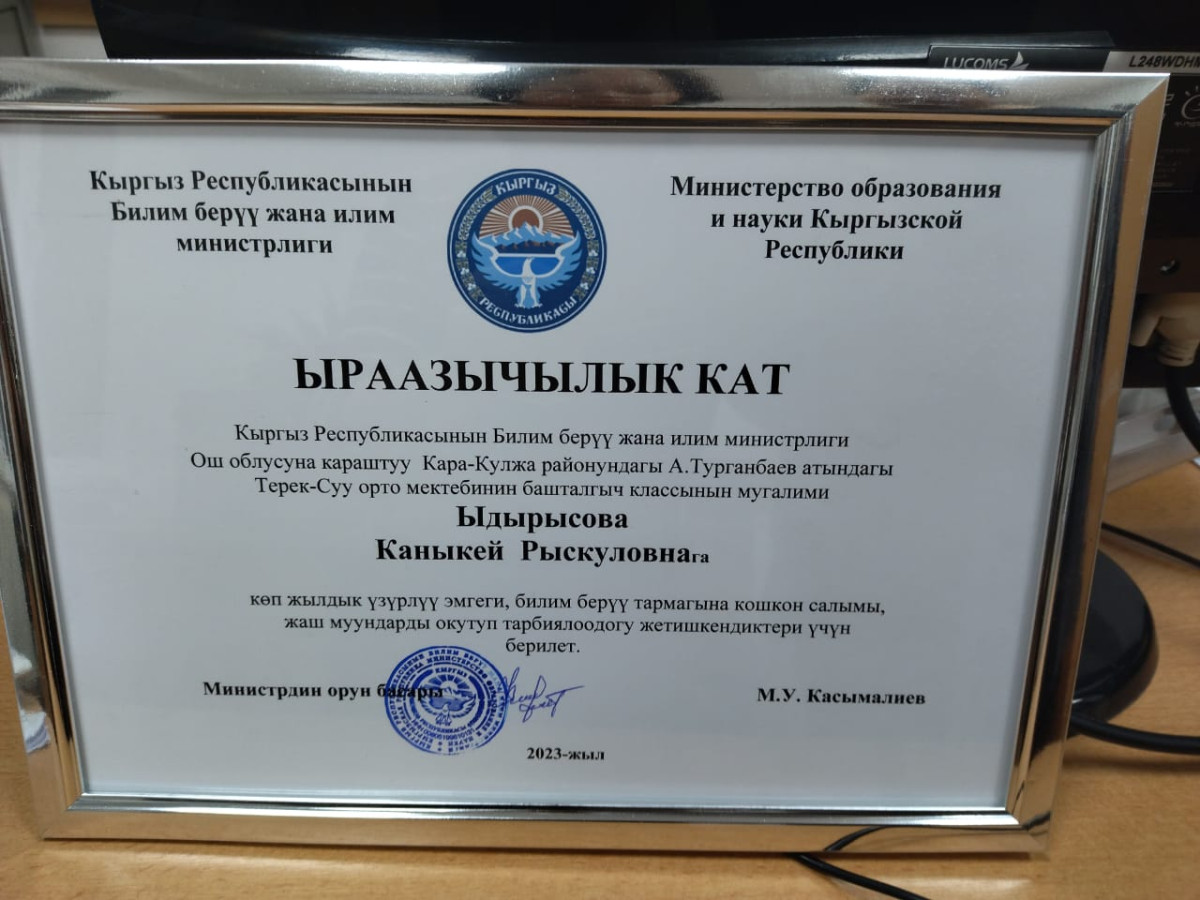 LUCOMS
L248WDHM
Кыргыз Республикасынын
Билим берүү жана илим
министрлиги
КЫРГЫЗ
РЕСПУБЛИКАСЫ
Министерство образования
и науки Кыргызской
Республики
ЫРААЗЫЧЫЛЫК КАТ
Кыргыз Республикасынын Билим берүү жана илим министрлиги
Ош облусуна караштуу Кара-Кулжа районундагы А.Турганбаев атындагы
Терек-Суу орто мектебинин башталгыч классынын мугалими
Ыдырысова
Каныкей Рыскуловнага
көп жылдык үзүрлүү эмгеги, билим берүү тармагына кошкон салымы,
жаш муундарды окутуп тарбиялоодогу жетишкендиктери үчүн
берилет.
Министрдин орун басары
М.У. Касымалиев
2023-жыл